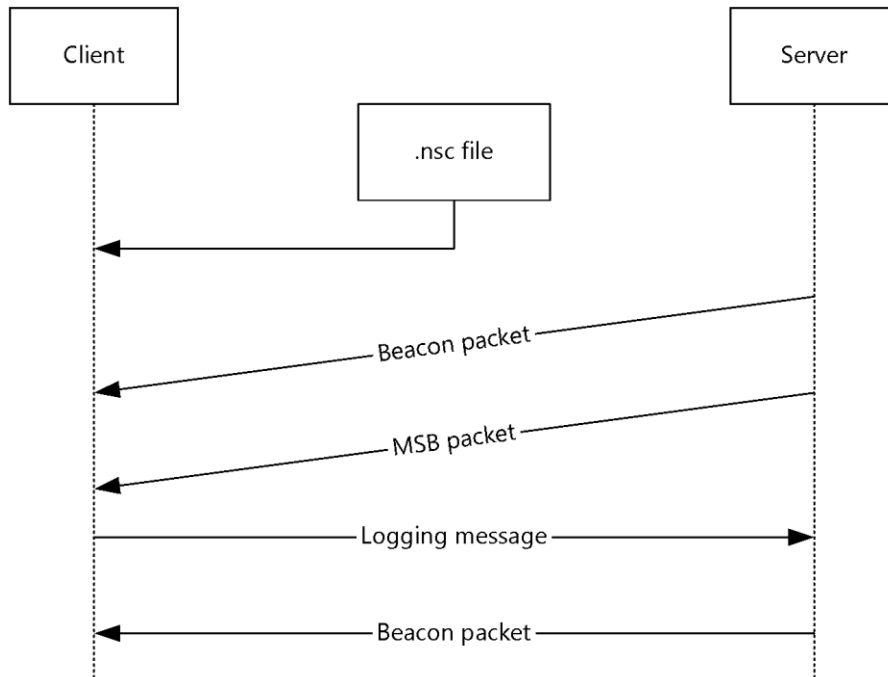 Client
Server
.nsc file
Beacon packet
MSB packet
Logging message
Beacon packet